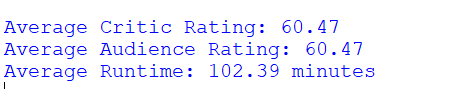 Average Critic Rating: 60.47
Average Audience Rating: 60.47
Average Runtime: 102.39 minutes